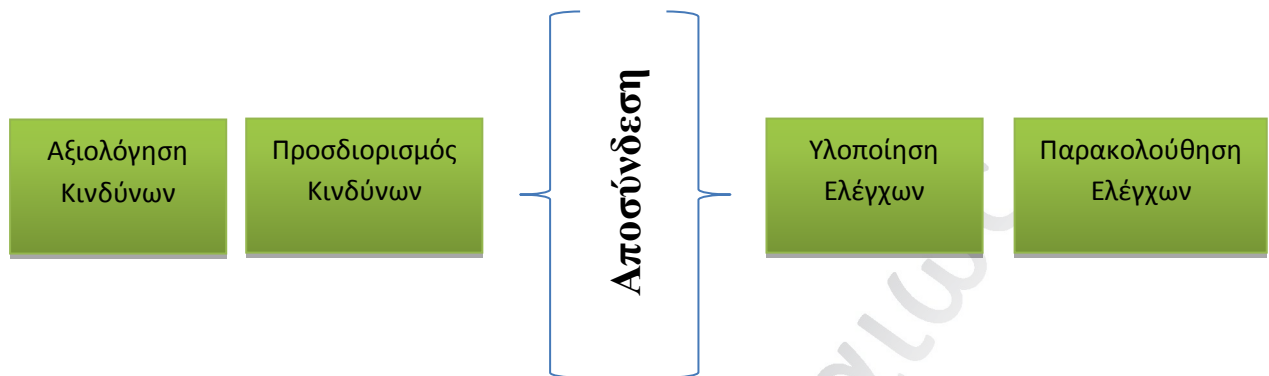 Αξιολόγηση
Κινδύνων
Προσδιορισμός
Κινδύνων
Αποσύνδεση
Υλοποίηση
Ελέγχων
Παρακολούθηση
Ελέγχων